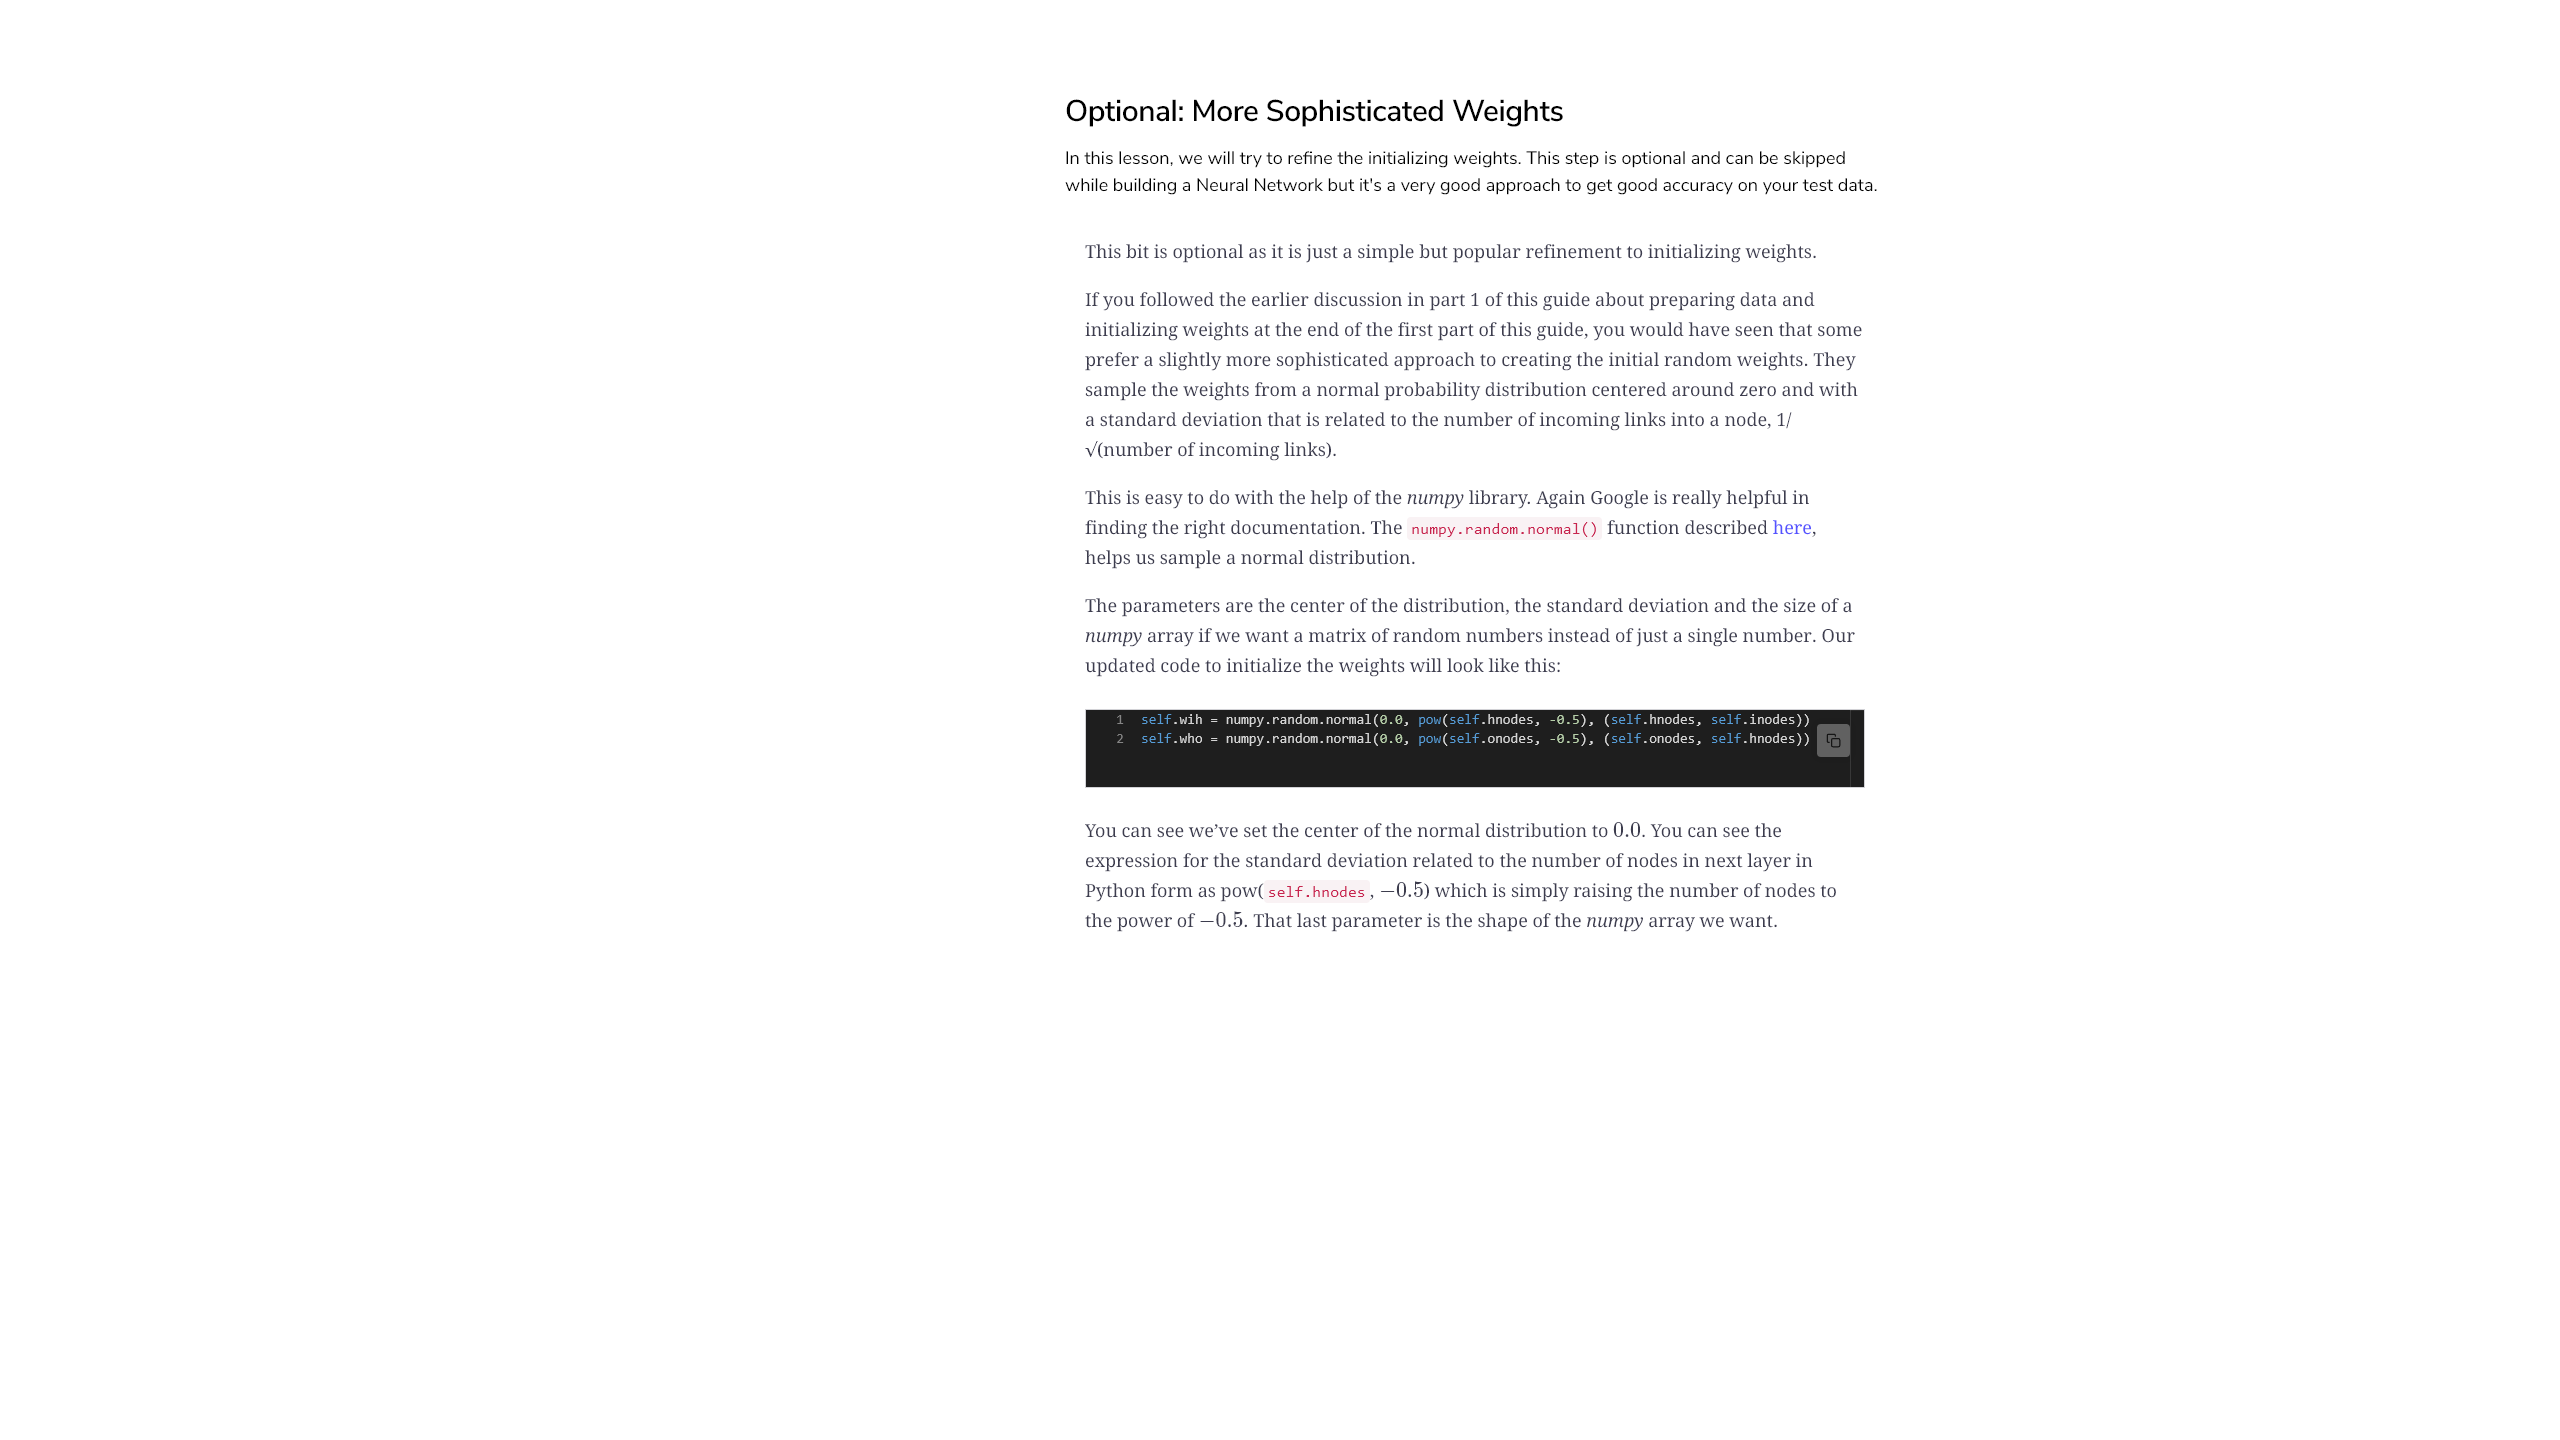 Optional: More Sophisticated Weights
In this lesson, we will try to refine the initializing weights. This step is optional and can be skipped
while building a Neural Network but it's a very good approach to get good accuracy on your test data.
This bit is optional as it is just a simple but popular refinement to initializing weights.
If you followed the earlier discussion in part 1 of this guide about preparing data and
initializing weights at the end of the first part of this guide, you would have seen that some
prefer a slightly more sophisticated approach to creating the initial random weights. They
sample the weights from a normal probability distribution centered around zero and with
a standard deviation that is related to the number of incoming links into a node, 1/
√(number of incoming links).
This is easy to do with the help of the numpy library. Again Google is really helpful in
finding the right documentation. The numpy.random.normal() function described here,
helps us sample a normal distribution.
The parameters are the center of the distribution, the standard deviation and the size of a
numpy array if we want a matrix of random numbers instead of just a single number. Our
updated code to initialize the weights will look like this:
1 self.wih = numpy.random.normal(0.0, pow(self.hnodes, -0.5), (self.hnodes, self.inodes))
2 self.who = numpy.random.normal(0.0, pow(self.onodes, -0.5), (self.onodes, self.hnodes))
You can see we’ve set the center of the normal distribution to 0.0. You can see the
expression for the standard deviation related to the number of nodes in next layer in
Python form as pow(self.hnodes, −0.5) which is simply raising the number of nodes to
the power of −0.5. That last parameter is the shape of the numpy array we want.